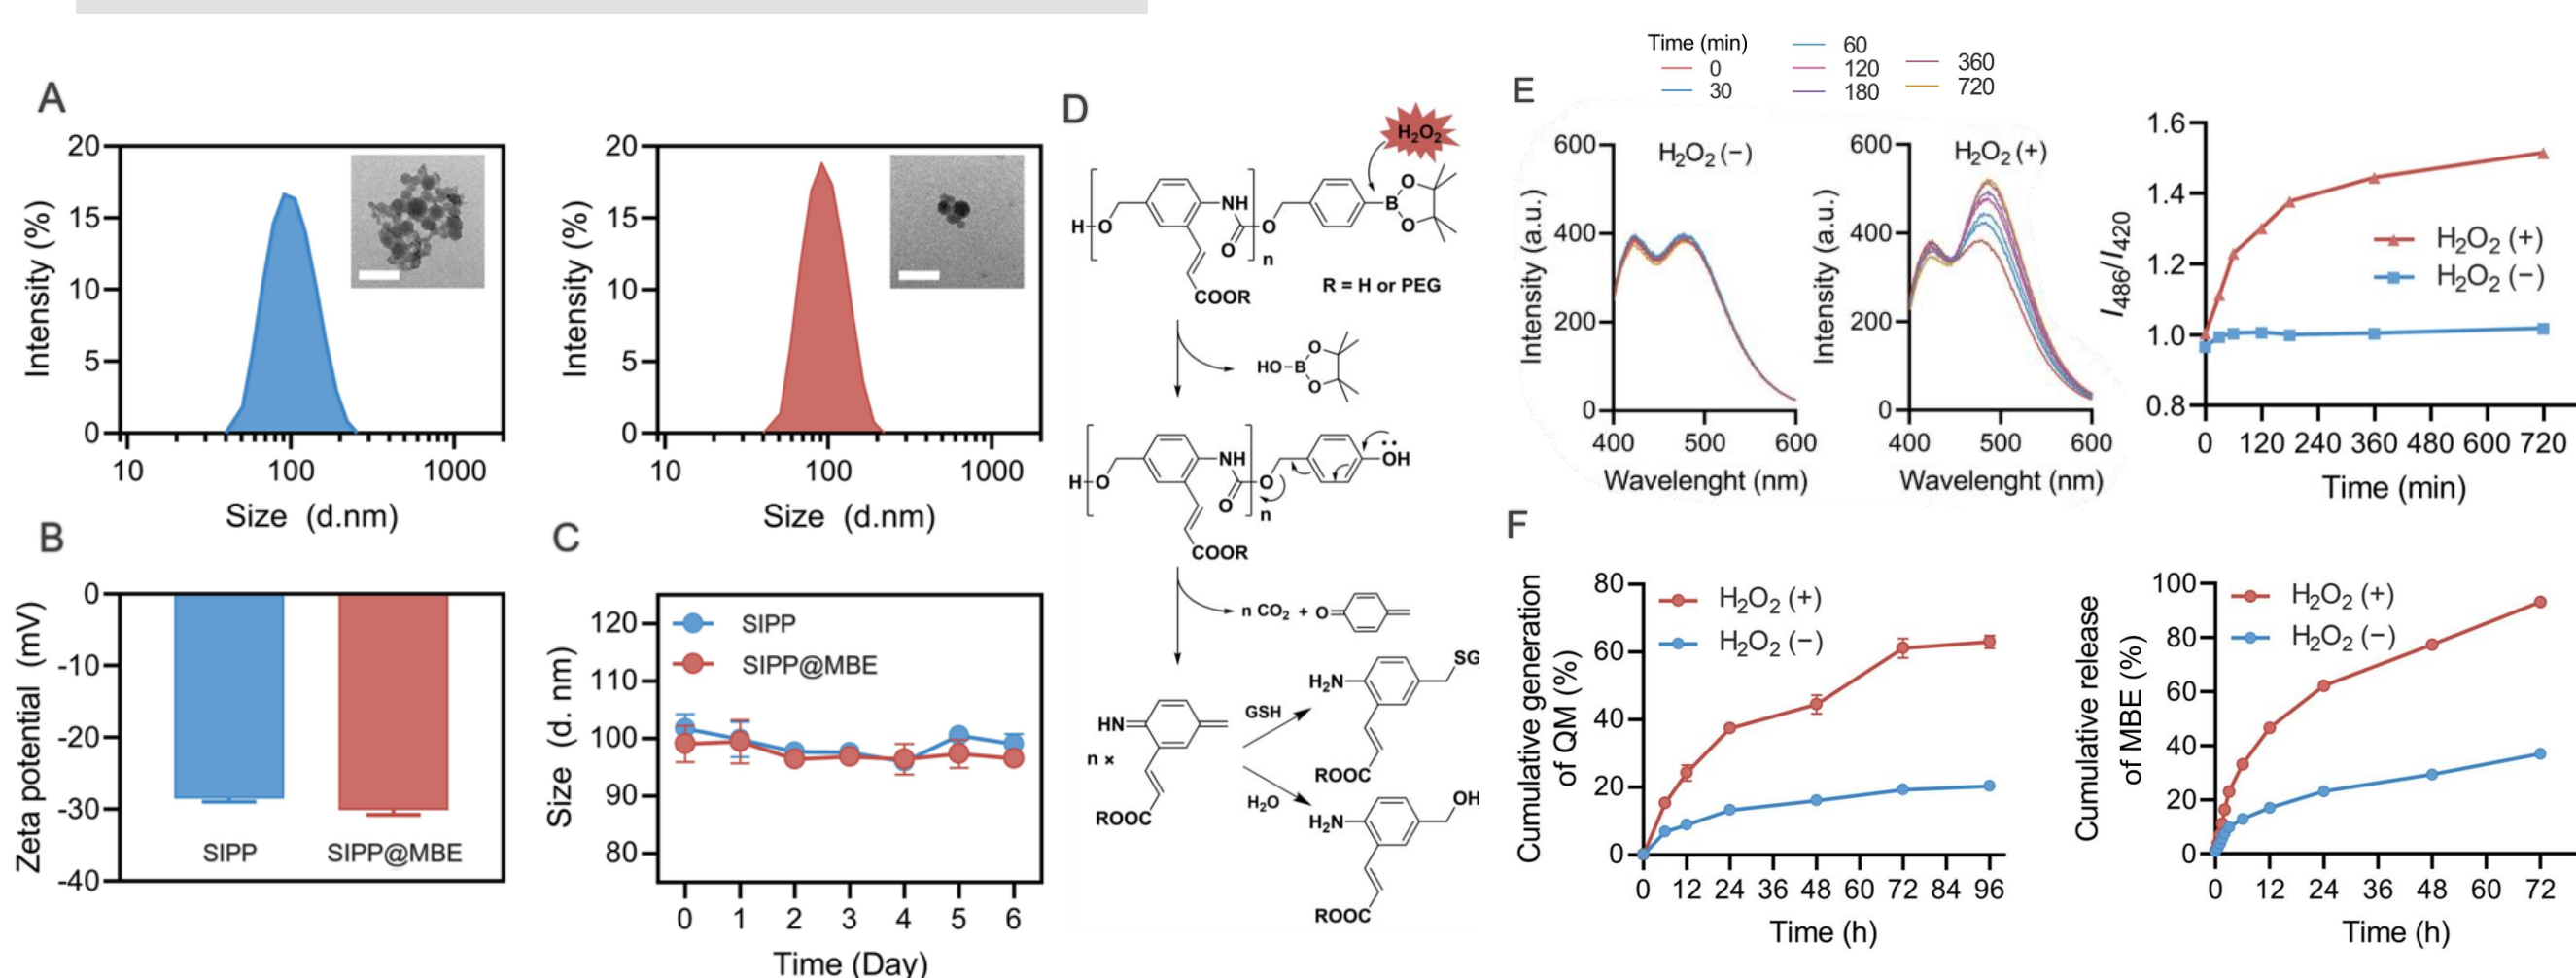 A
20
15
10
5
0
Intensity (%)
10 100 1000
Size (d.nm)
20
15
10
5
0
Intensity (%)
10 100 1000
Size (d.nm)
B
0
-10
-20
-30
-40
Zeta potential (mV)
SIPP SIPP@MBE
C
120
110
100
90
80
Size (d. nm)
SIPP
SIPP@MBE
0 1 2 3 4 5 6
Time (Day)
D
H₂O₂
H–O
NH
O
O
n
COOR
B
O
O
R = H or PEG
HO–B
O
O
H–O
NH
O
O
n
COOR
OH
n CO₂ + O
HN
n ×
ROOC
GSH
H₂O
H₂N
SG
ROOC
H₂N
OH
ROOC
E
Time (min)
0
30
60
120
180
360
720
600
400
200
0
Intensity (a.u.)
H₂O₂ (−)
400 500 600
Wavelenght (nm)
600
400
200
0
Intensity (a.u.)
H₂O₂ (+)
400 500 600
Wavelenght (nm)
1.6
1.4
1.2
1.0
0.8
I486/I420
H₂O₂ (+)
H₂O₂ (−)
0 120 240 360 480 600 720
Time (min)
F
80
60
40
20
0
Cumulative generation
of QM (%)
H₂O₂ (+)
H₂O₂ (−)
0 12 24 36 48 60 72 84 96
Time (h)
100
80
60
40
20
0
Cumulative release
of MBE (%)
H₂O₂ (+)
H₂O₂ (−)
0 12 24 36 48 60 72
Time (h)